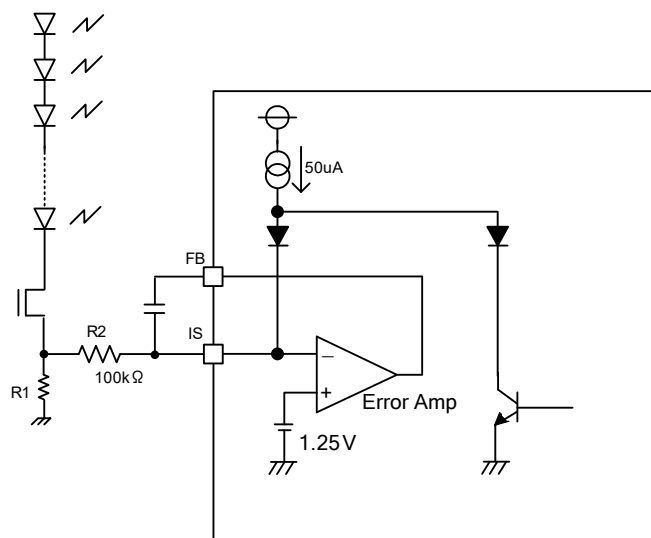 50uA
FB
R2
IS
100kΩ
R1
−
+
Error Amp
1.25V